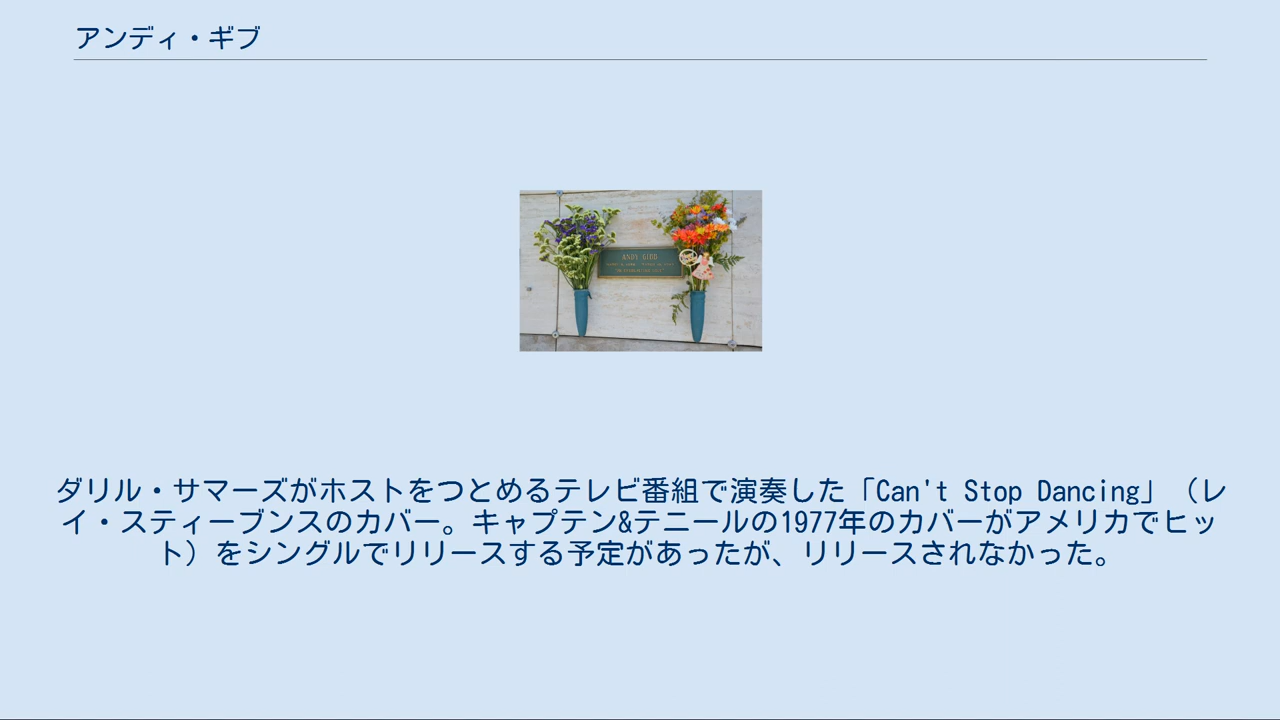 アンディ・ギブ
ANDY GIBB
ダリル・サマーズがホストをつとめるテレビ番組で演奏した「Can't Stop Dancing」（レ
イ・スティーブンスのカバー。キャプテン&テニールの1977年のカバーがアメリカでヒッ
ト）をシングルでリリースする予定があったが、リリースされなかった。